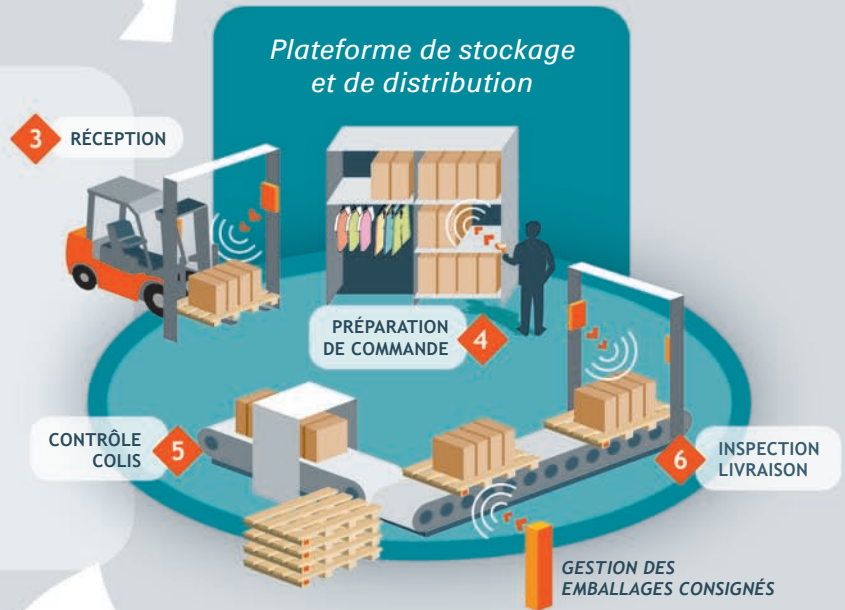 Plateforme de stockage
et de distribution
3 RÉCEPTION
PRÉPARATION
DE COMMANDE 4
CONTRÔLE
COLIS 5
6 INSPECTION
LIVRAISON
GESTION DES
EMBALLAGES CONSIGNÉS